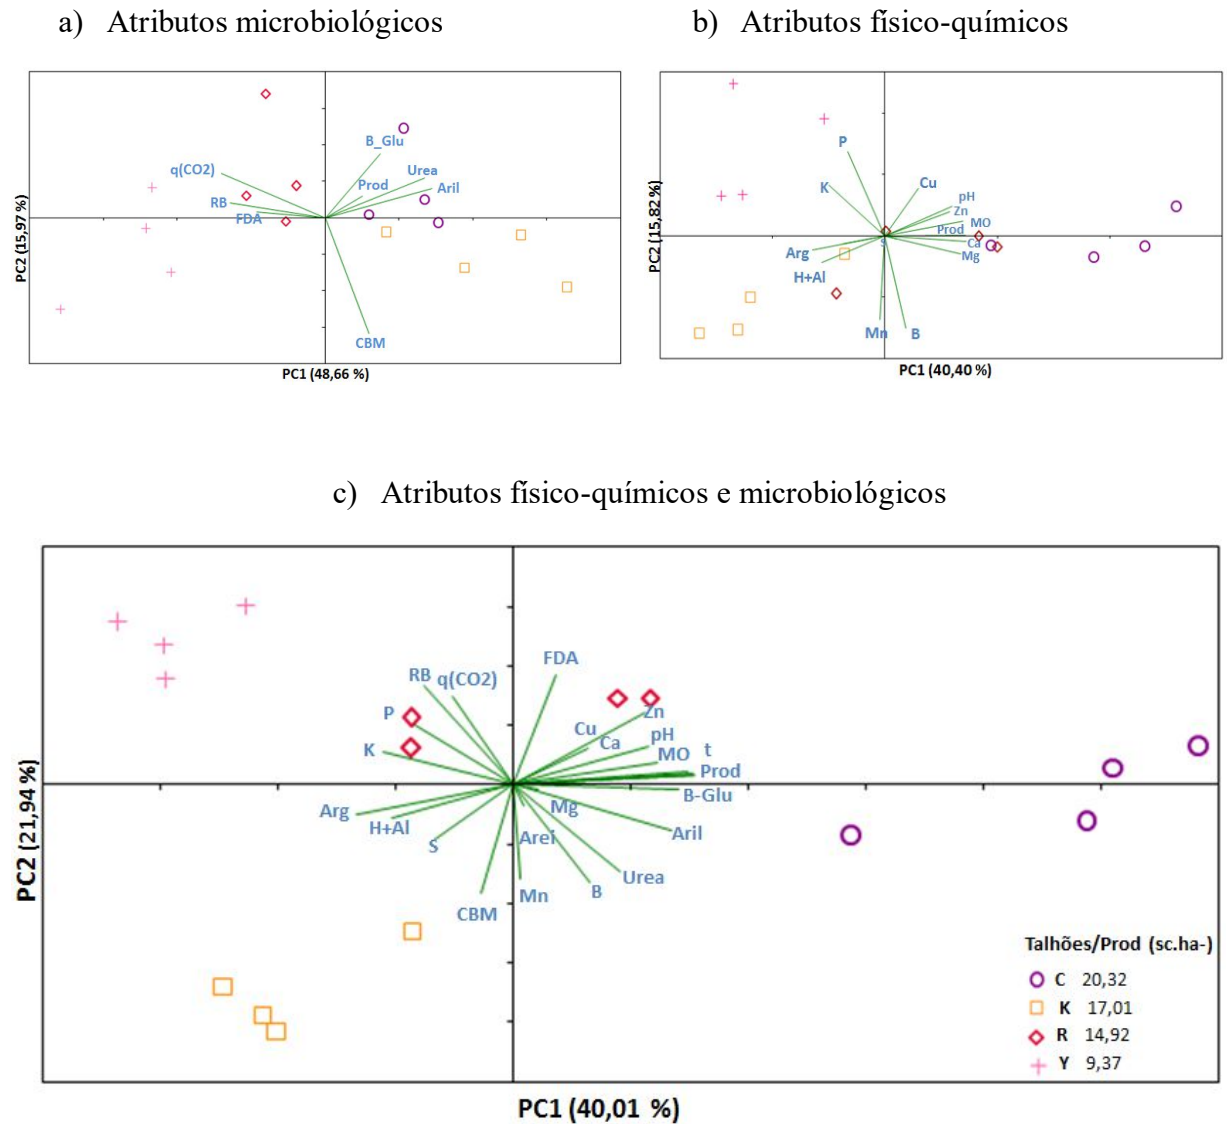 a) Atributos microbiológicos
B_Glu
q(CO2)
Urea
Prod
Aril
RB
FDA
CBM
PC2 (15,97 %)
PC1 (48,66 %)
b) Atributos físico-químicos
P
K
Cu
pH
Zn
MO
Prod
S
Ca
Arg
Mg
H+Al
Mn
B
PC2 (15,82 %)
PC1 (40,40 %)
c) Atributos físico-químicos e microbiológicos
FDA
RB
q(CO2)
P
Zn
Cu
pH
Ca
K
MO
t
Prod
B-Glu
Mg
Arg
H+Al
Arei
Aril
S
Urea
B
Mn
CBM
PC2 (21,94 %)
PC1 (40,01 %)
Talhões/Prod (sc.ha-)
C 20,32
K 17,01
R 14,92
Y 9,37